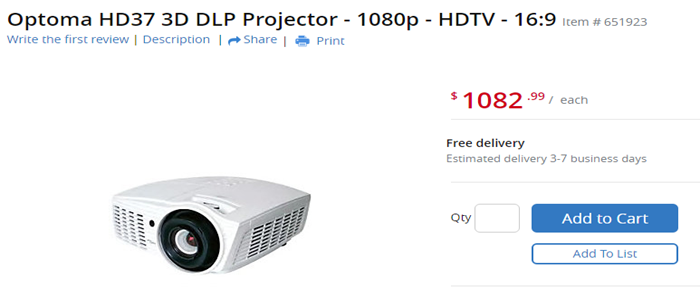 Optoma HD37 3D DLP Projector - 1080p - HDTV - 16:9 Item # 651923
Write the first review | Description | Share | Print
$ 1082 .99 / each
Free delivery
Estimated delivery 3-7 business days
Qty Add to Cart
Add To List